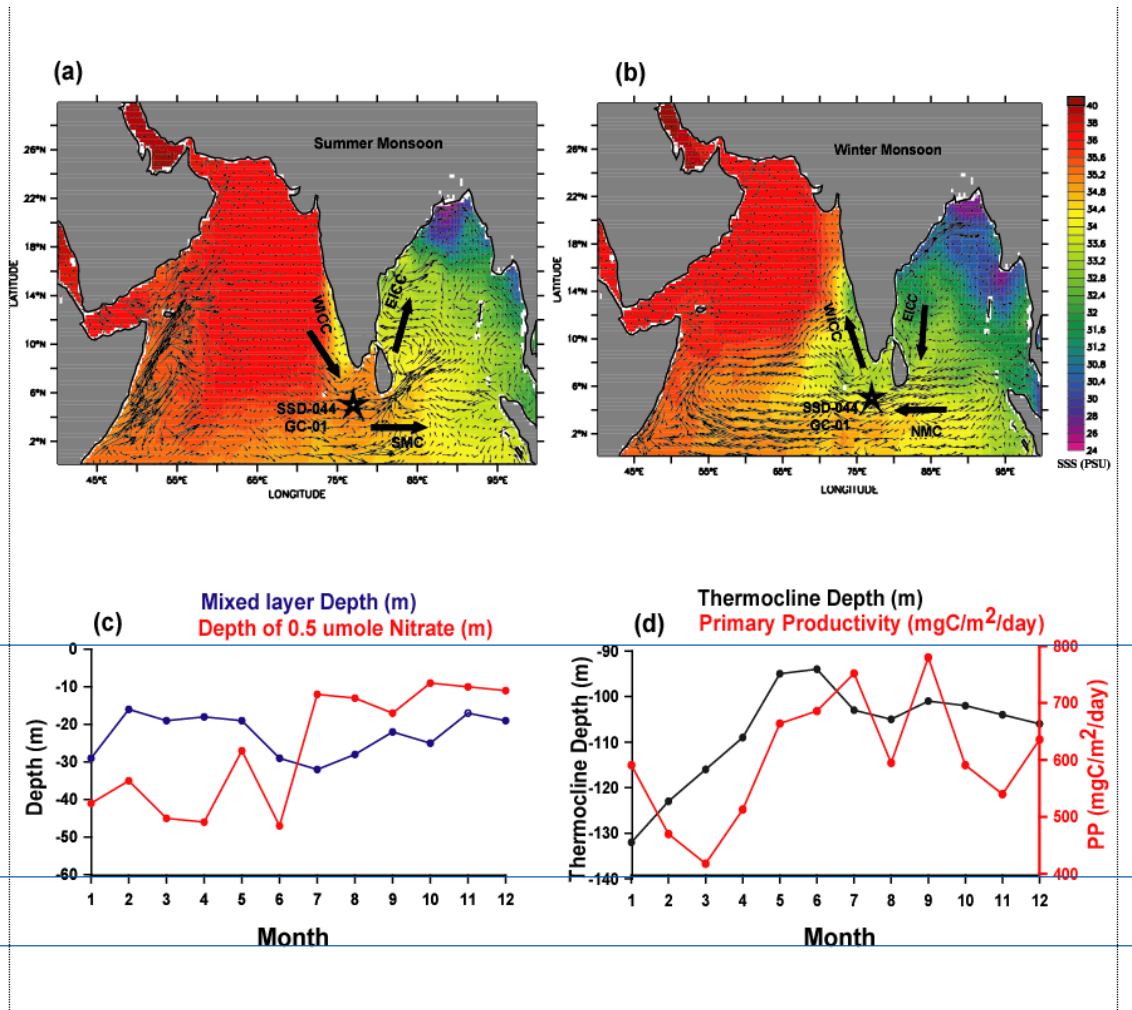 (a)
(b)
Summer Monsoon
Winter Monsoon
26°N
22°N
18°N
14°N
10°N
6°N
2°N
LATITUDE
WICC
EICC
SSD-044
GC-01
SMC
45°E 55°E 65°E 75°E 85°E 95°E
LONGITUDE
26°N
22°N
18°N
14°N
10°N
6°N
2°N
LATITUDE
WICC
EICC
SSD-044
GC-01
NMC
45°E 55°E 65°E 75°E 85°E 95°E
LONGITUDE
40
38
36
35.6
35.2
34.8
34.4
34
33.6
33.2
32.8
32.4
32
31.6
31.2
30.8
30.4
30
28
26
24
SSS (PSU)
(c)
Mixed layer Depth (m)
Depth of 0.5 umole Nitrate (m)
0
-10
-20
-30
-40
-50
-60
Depth (m)
1 2 3 4 5 6 7 8 9 10 11 12
Month
(d)
Thermocline Depth (m)
Primary Productivity (mgC/m²/day)
-90
-100
-110
-120
-130
-140
Thermocline Depth (m)
800
700
600
500
400
PP (mgC/m²/day)
1 2 3 4 5 6 7 8 9 10 11 12
Month